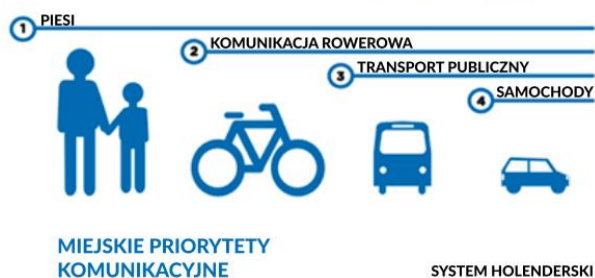 1 PIESI
2 KOMUNIKACJA ROWEROWA
3 TRANSPORT PUBLICZNY
4 SAMOCHODY
MIEJSKIE PRIORYTETY
KOMUNIKACYJNE
SYSTEM HOLENDERSKI